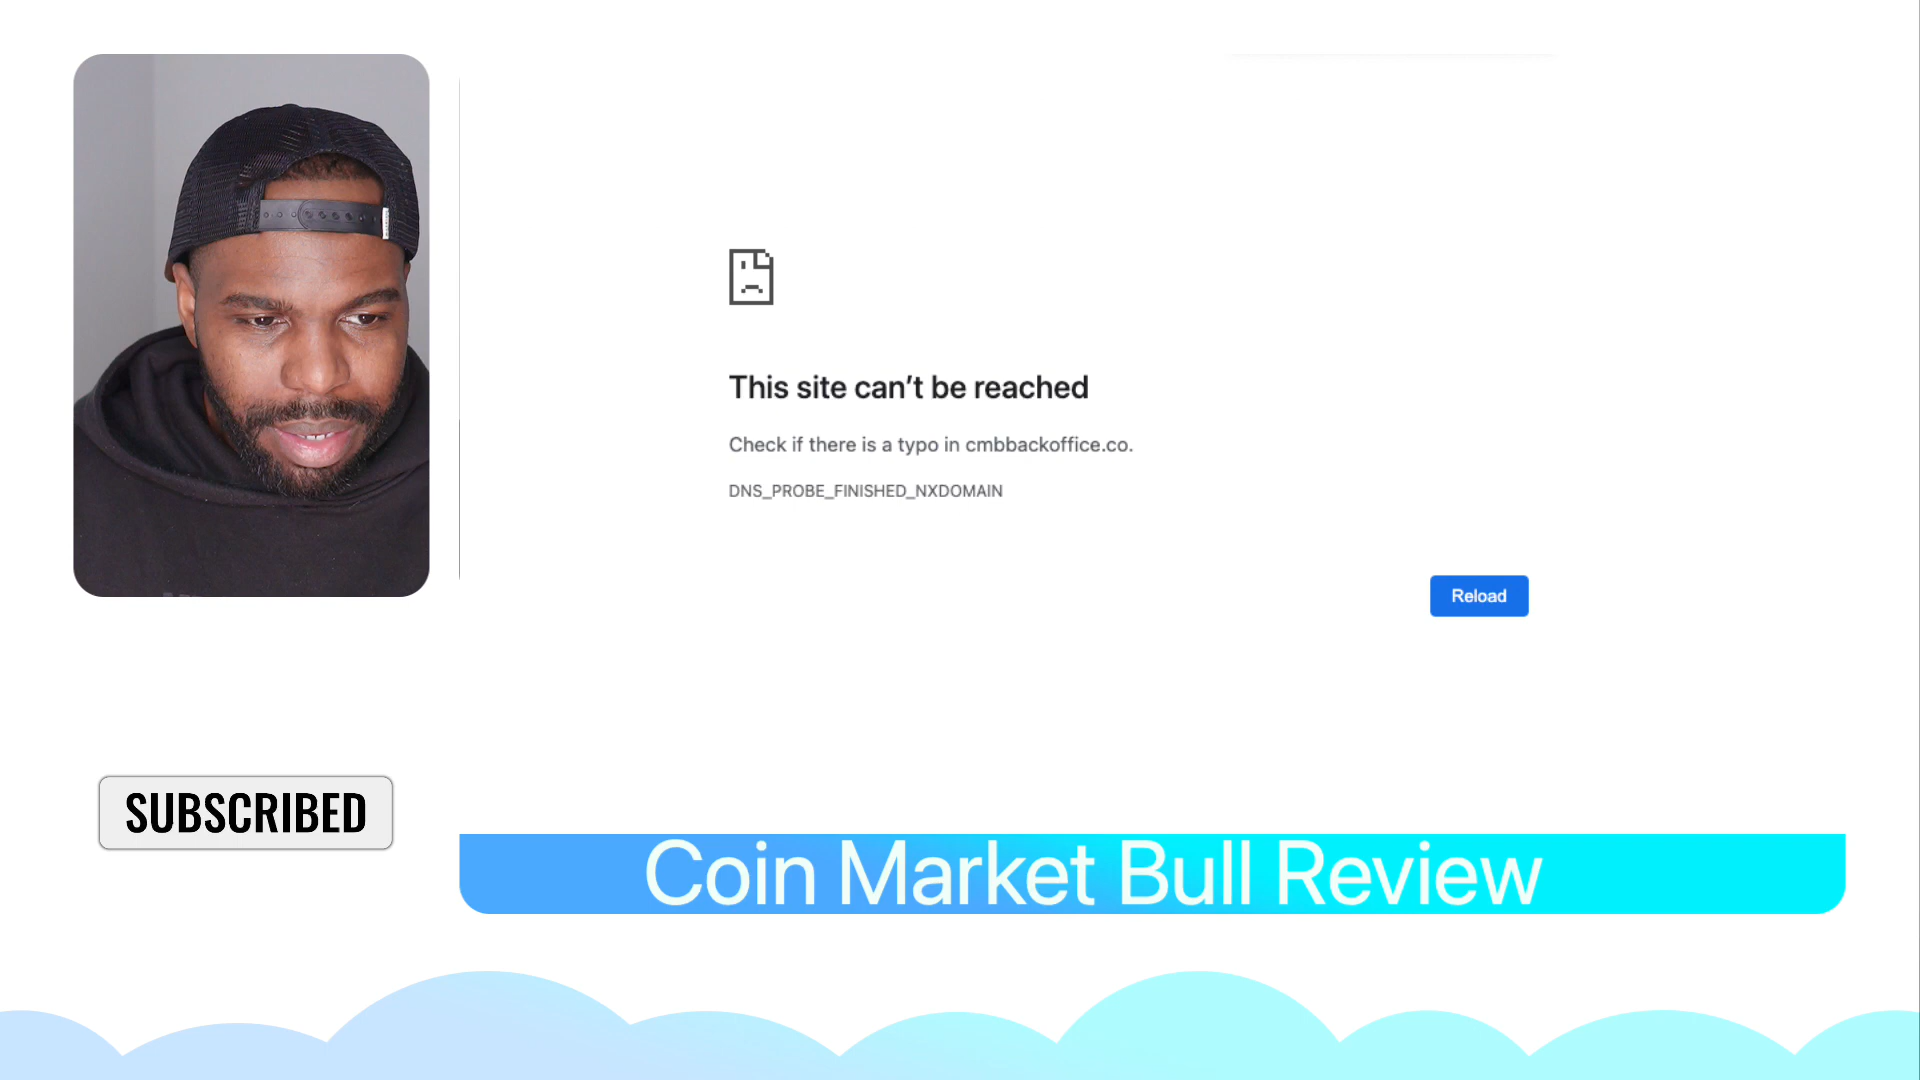 This site can’t be reached
Check if there is a typo in cmbbackoffice.co.
DNS_PROBE_FINISHED_NXDOMAIN
Reload
SUBSCRIBED
Coin Market Bull Review